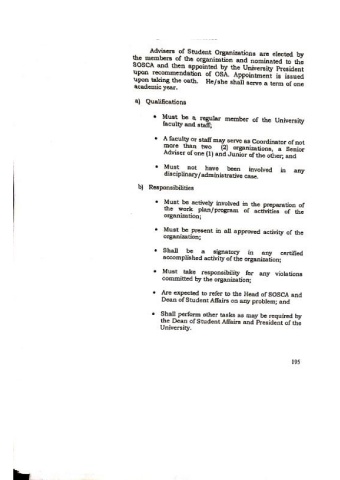 Advisers of Student Organizations are elected by
the members of the organization and nominated to the
SOSCA and then appointed by the University President
upon recommendation of OSA. Appointment is issued
upon taking the oath. He/she shall serve a term of one
academic year.
a) Qualifications
• Must be a regular member of the University
faculty and staff;
• A faculty or staff may serve as Coordinator of not
more than two (2) organizations, a Senior
Adviser of one (1) and Junior of the other; and
• Must not have been involved in any
disciplinary/administrative case.
b) Responsibilities
• Must be actively involved in the preparation of
the work plan/program of activities of the
organization;
• Must be present in all approved activity of the
organization;
• Shall be a signatory in any certified
accomplished activity of the organization;
• Must take responsibility for any violations
committed by the organization;
• Are expected to refer to the Head of SOSCA and
Dean of Student Affairs on any problem; and
• Shall perform other tasks as may be required by
the Dean of Student Affairs and President of the
University.
195